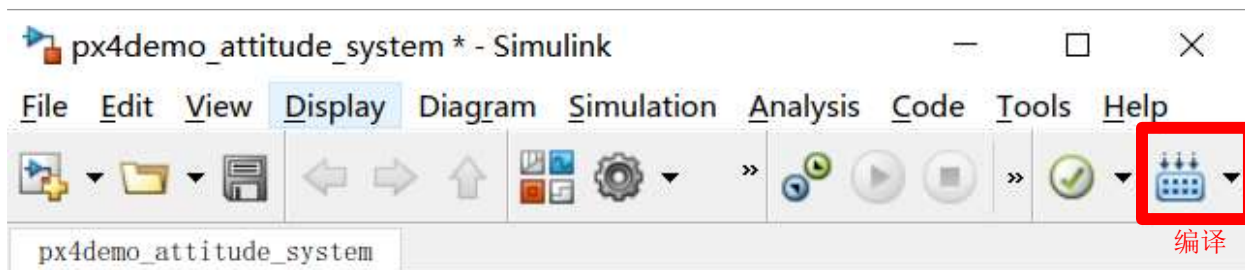 px4demo_attitude_system * - Simulink
File Edit View Display Diagram Simulation Analysis Code Tools Help
» »
px4demo_attitude_system
编译